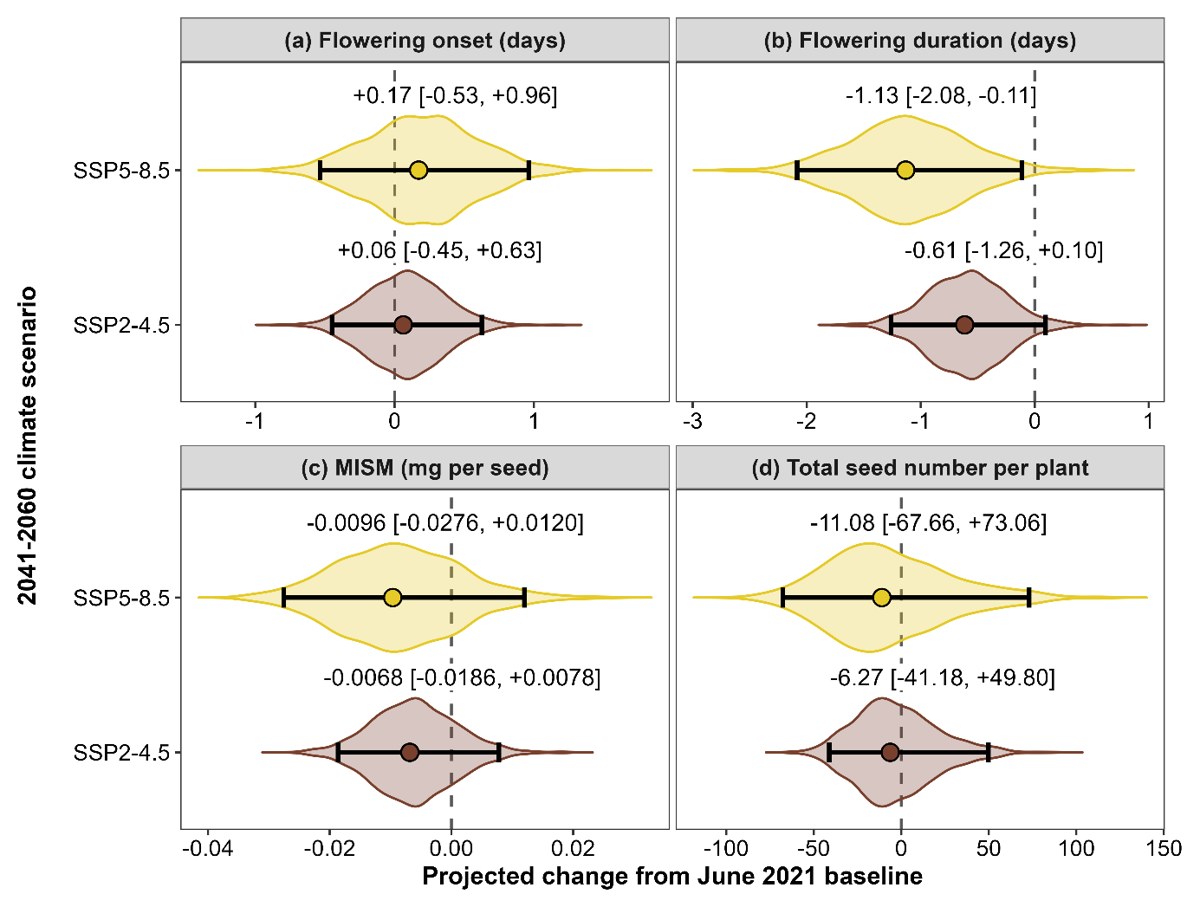 (a) Flowering onset (days)
(b) Flowering duration (days)
+0.17 [-0.53, +0.96]
-1.13 [-2.08, -0.11]
SSP5-8.5
+0.06 [-0.45, +0.63]
-0.61 [-1.26, +0.10]
SSP2-4.5
-1 0 1
-3 -2 -1 0 1
2041-2060 climate scenario
(c) MISM (mg per seed)
(d) Total seed number per plant
-0.0096 [-0.0276, +0.0120]
-11.08 [-67.66, +73.06]
SSP5-8.5
-0.0068 [-0.0186, +0.0078]
-6.27 [-41.18, +49.80]
SSP2-4.5
-0.04 -0.02 0.00 0.02
-100 -50 0 50 100 150
Projected change from June 2021 baseline